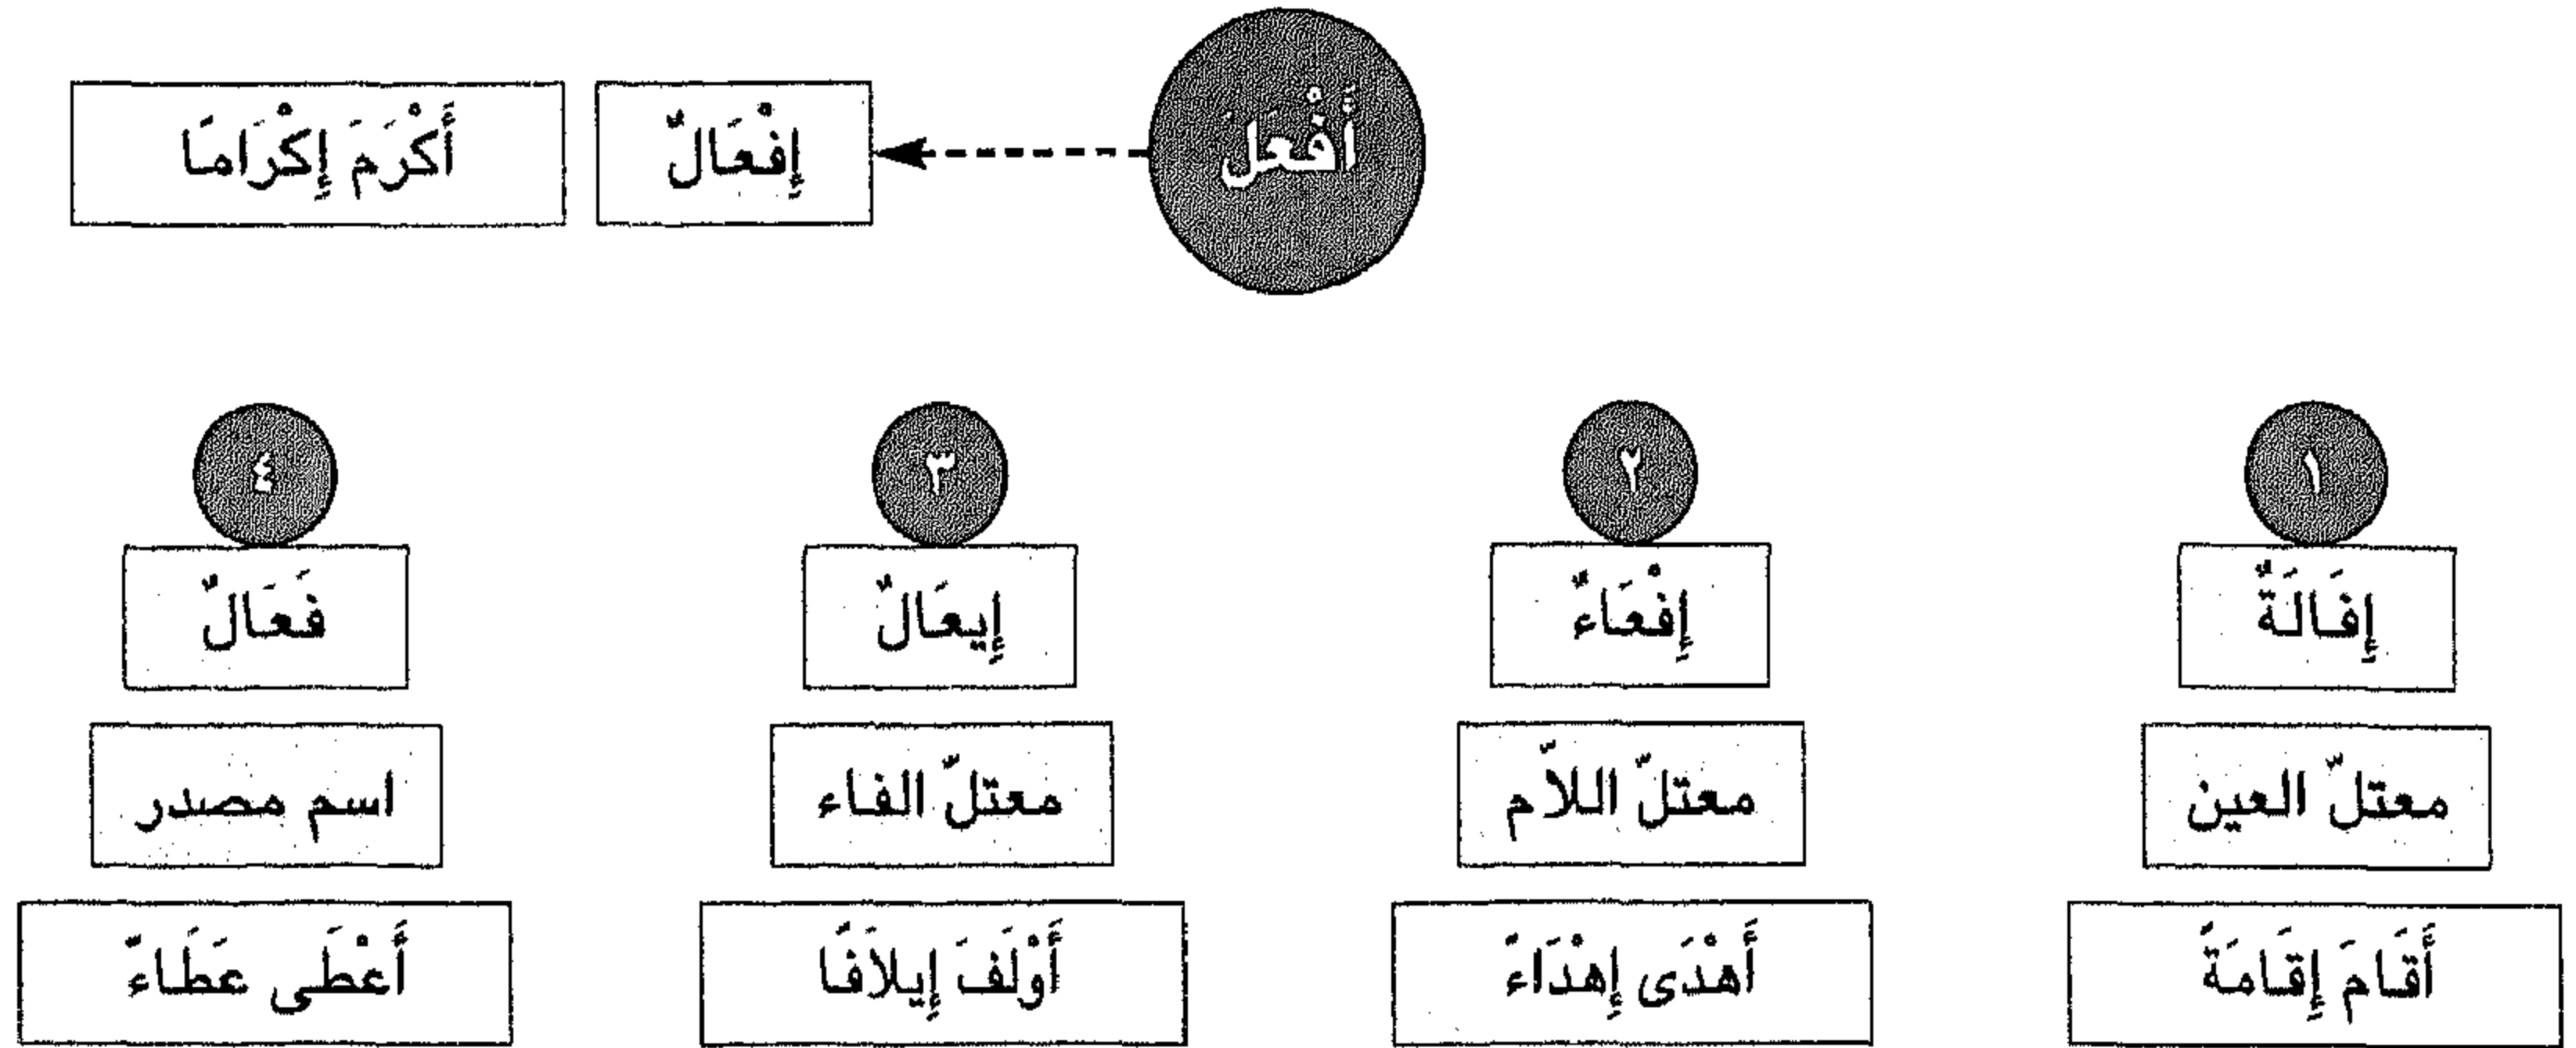 أَفْعَلَ
إِفْعَالٌ
أَكْرَمَ إِكْرَامًا
١
٢
٣
٤
إِفَالَةٌ
إِفْعَاءٌ
إِيعَالٌ
فَعَالٌ
معتلّ العين
معتلّ اللاّم
معتلّ الفاء
اسم مصدر
أَقَامَ إِقَامَةً
أَهْدَى إِهْدَاءً
أَوْلَفَ إِيلاَفًا
أَعْطَى عَطَاءً